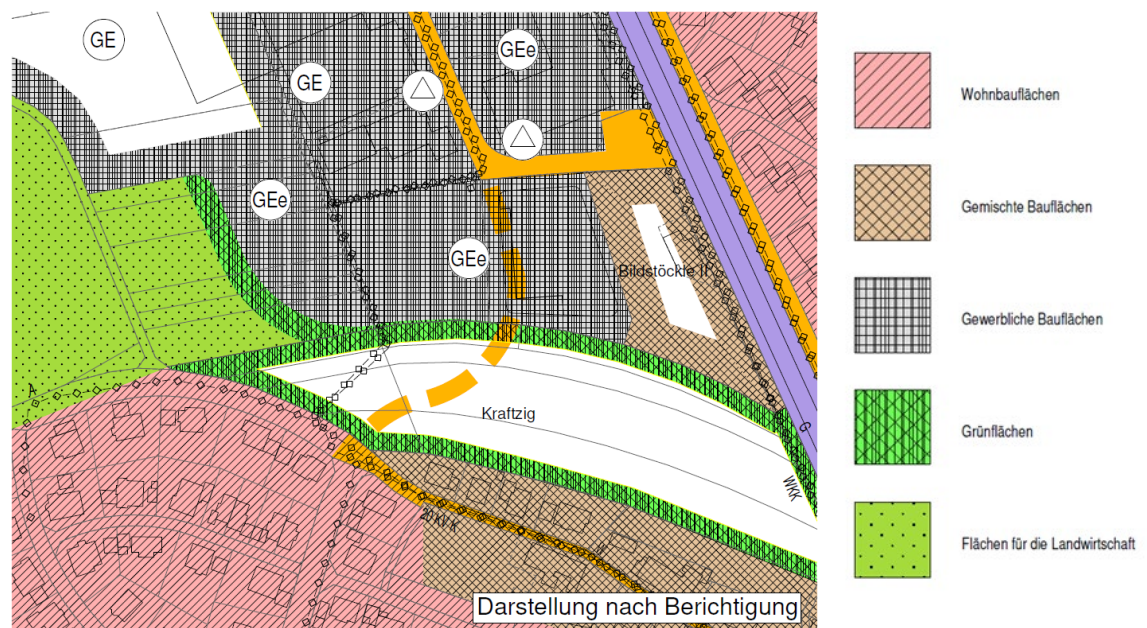 GE
GEe
GE
GEe
GEe
Bildstöckle II
Kraftzig
A
G
WKK
20 KV K
Darstellung nach Berichtigung
Wohnbauflächen
Gemischte Bauflächen
Gewerbliche Bauflächen
Grünflächen
Flächen für die Landwirtschaft